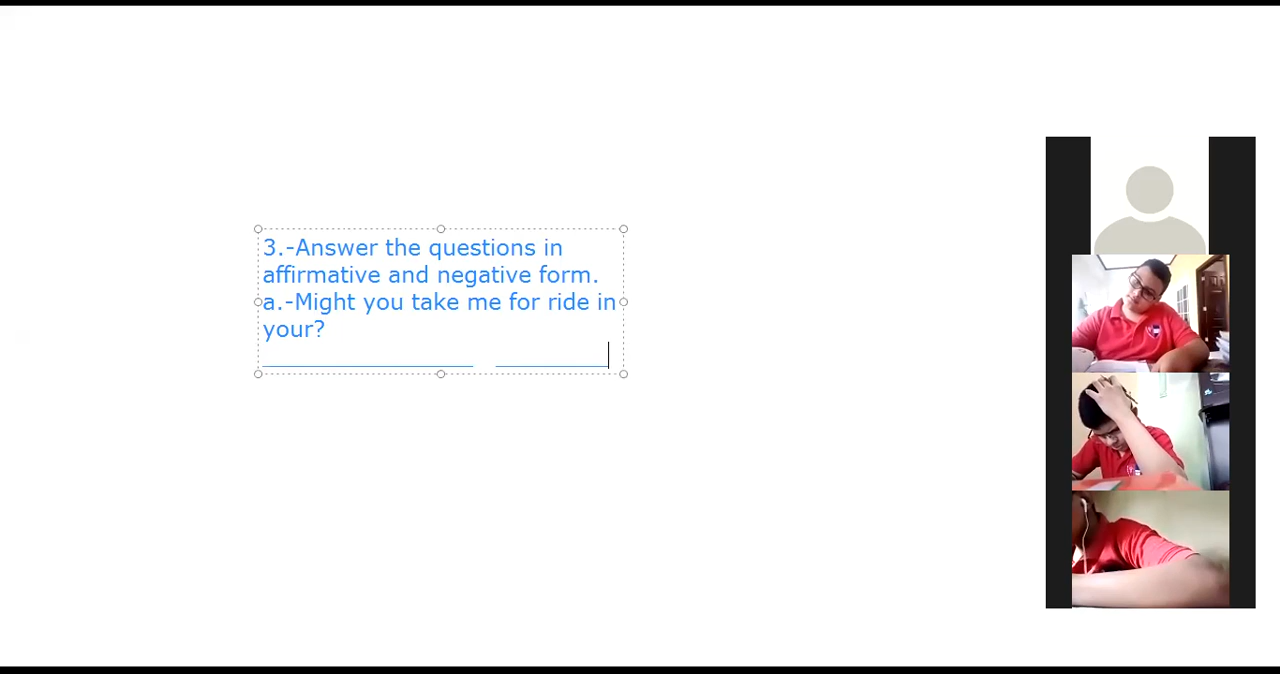 3.-Answer the questions in
affirmative and negative form.
a.-Might you take me for ride in
your?